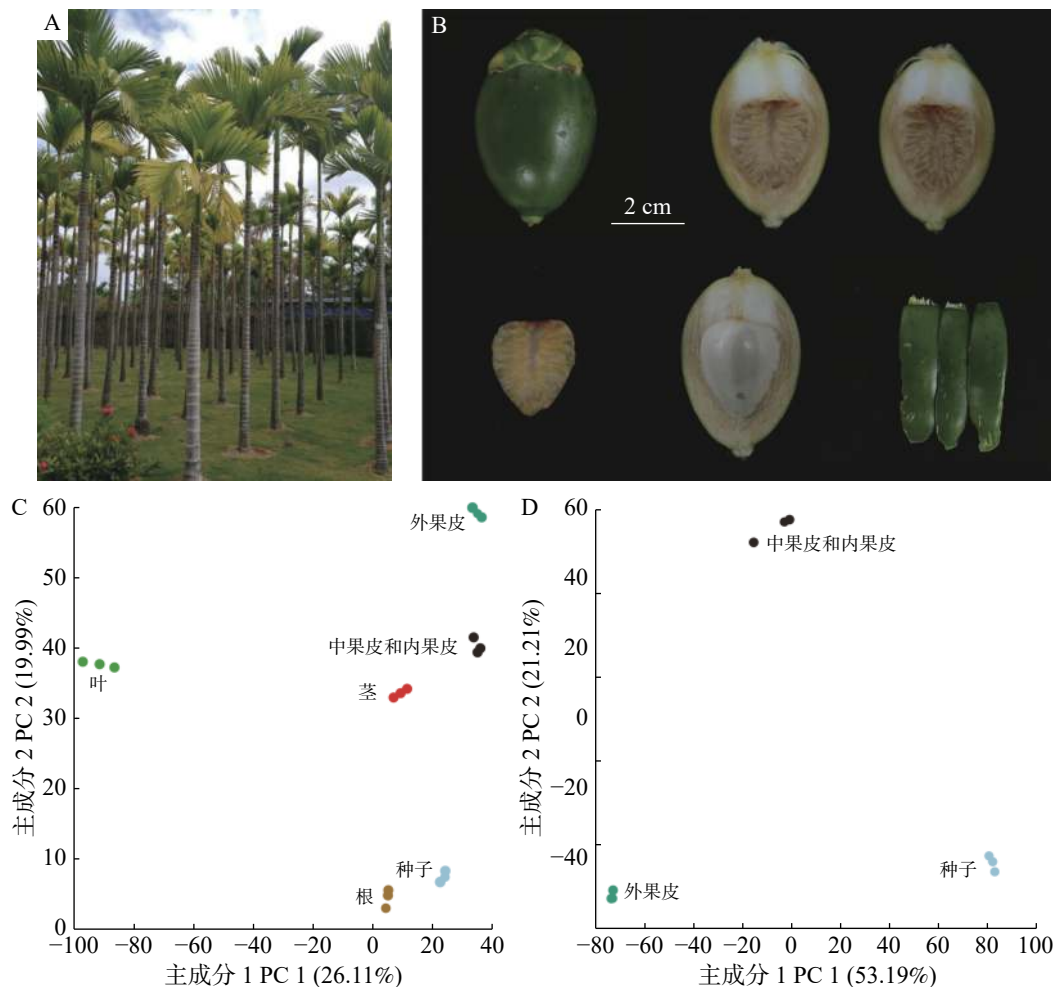 A
B
2 cm
C
主成分 2 PC 2 (19.99%)
60
50
40
30
20
10
0
外果皮
中果皮和内果皮
叶
茎
种子
根
−100 −80 −60 −40 −20 0 20 40
主成分 1 PC 1 (26.11%)
D
主成分 2 PC 2 (21.21%)
60
40
20
0
−20
−40
中果皮和内果皮
种子
外果皮
−80 −60 −40 −20 0 20 40 60 80 100
主成分 1 PC 1 (53.19%)